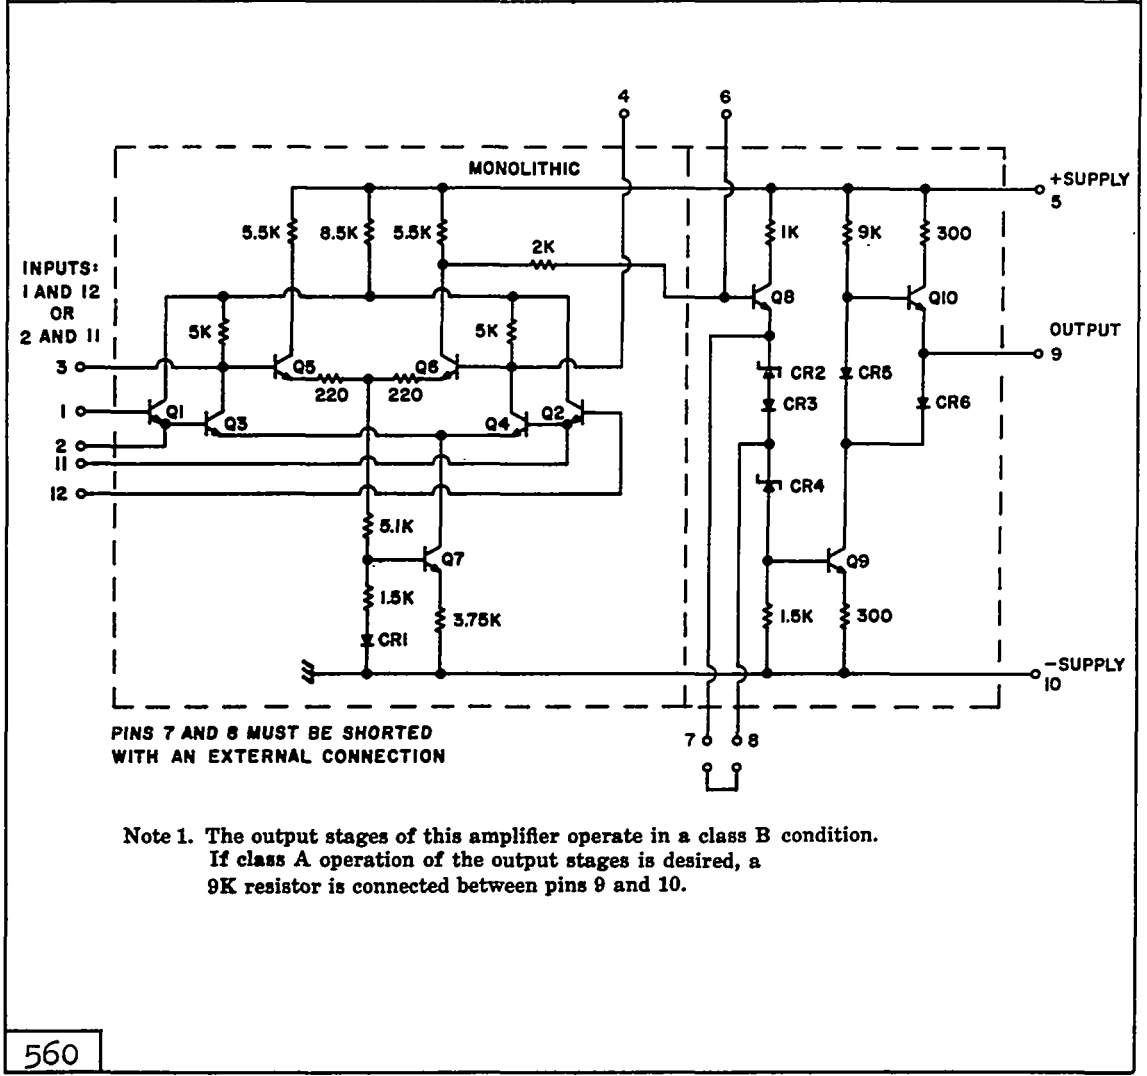 4
6
MONOLITHIC
+SUPPLY
5
5.5K
8.5K
5.5K
2K
1K
9K
300
INPUTS:
1 AND 12
OR
2 AND 11
5K
5K
Q8
Q10
OUTPUT
9
3
Q5
Q6
220
220
CR2
CR5
CR3
CR6
1
Q1
Q3
Q4
Q2
2
11
12
CR4
5.1K
Q7
Q9
1.5K
3.75K
1.5K
300
CR1
-SUPPLY
10
PINS 7 AND 8 MUST BE SHORTED
WITH AN EXTERNAL CONNECTION
7
8
Note 1. The output stages of this amplifier operate in a class B condition.
If class A operation of the output stages is desired, a
9K resistor is connected between pins 9 and 10.
560